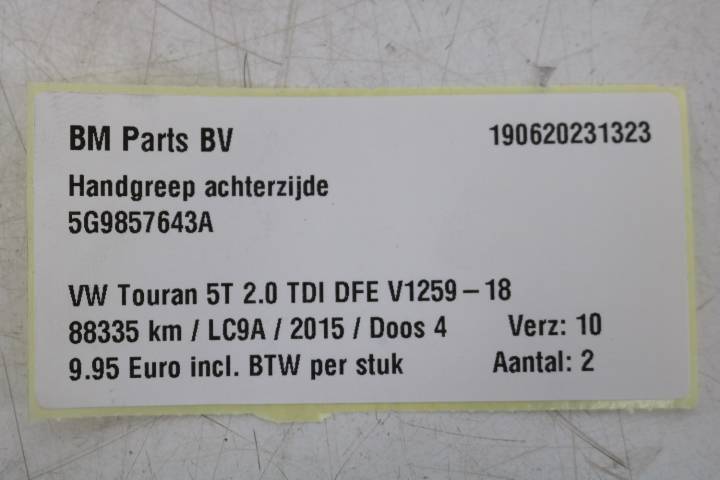 BM Parts BV 190620231323
Handgreep achterzijde
5G9857643A
VW Touran 5T 2.0 TDI DFE V1259-18
88335 km / LC9A / 2015 / Doos 4 Verz: 10
9.95 Euro incl. BTW per stuk Aantal: 2